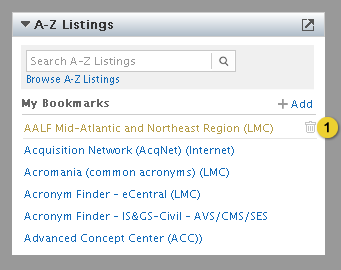 A-Z Listings
Search A-Z Listings
Browse A-Z Listings
My Bookmarks + Add
AALF Mid-Atlantic and Northeast Region (LMC) 1
Acquisition Network (AcqNet) (Internet)
Acromania (common acronyms) (LMC)
Acronym Finder - eCentral (LMC)
Acronym Finder - IS&GS-Civil - AVS/CMS/SES
Advanced Concept Center (ACC))